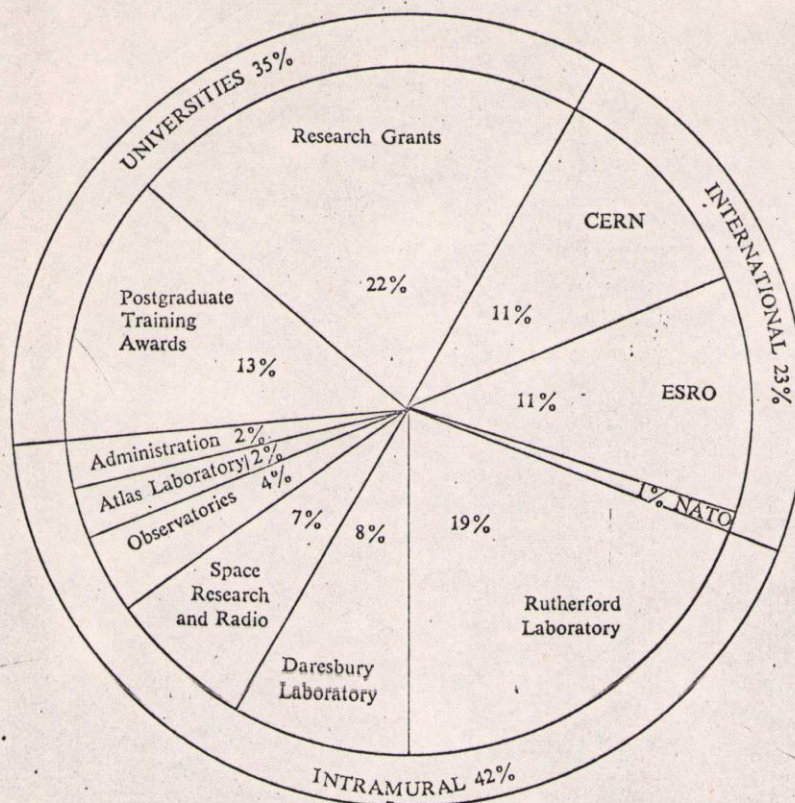 UNIVERSITIES 35%
Research Grants
22%
INTERNATIONAL 23%
CERN
11%
ESRO
11%
1% NATO
Postgraduate
Training
Awards
13%
Administration 2%
Atlas Laboratory 2%
Observatories 4%
Space
Research
and Radio
7%
Daresbury
Laboratory
8%
Rutherford
Laboratory
19%
INTRAMURAL 42%